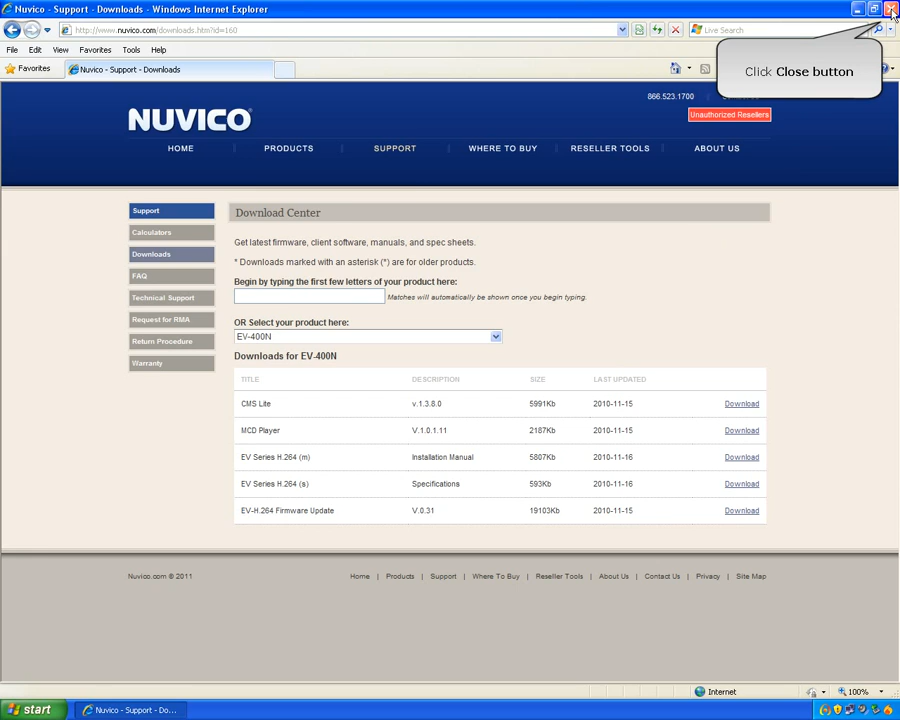 Nuvico - Support - Downloads - Windows Internet Explorer
http://www.nuvico.com/downloads.htm?id=160
Live Search
File Edit View Favorites Tools Help
Favorites
Nuvico - Support - Downloads
Click Close button
866.523.1700
NUVICO®
Unauthorized Resellers
HOME | PRODUCTS | SUPPORT | WHERE TO BUY | RESELLER TOOLS | ABOUT US
Support
Calculators
Downloads
FAQ
Technical Support
Request for RMA
Return Procedure
Warranty
Download Center
Get latest firmware, client software, manuals, and spec sheets.
* Downloads marked with an asterisk (*) are for older products.
Begin by typing the first few letters of your product here:
Matches will automatically be shown once you begin typing.
OR Select your product here:
EV-400N
Downloads for EV-400N
TITLE DESCRIPTION SIZE LAST UPDATED
CMS Lite v.1.3.8.0 5991Kb 2010-11-15 Download
MCD Player V.1.0.1.11 2187Kb 2010-11-15 Download
EV Series H.264 (m) Installation Manual 5807Kb 2010-11-16 Download
EV Series H.264 (s) Specifications 593Kb 2010-11-16 Download
EV-H.264 Firmware Update V.0.31 19103Kb 2010-11-15 Download
Nuvico.com © 2011
Home | Products | Support | Where To Buy | Reseller Tools | About Us | Contact Us | Privacy | Site Map
Internet
100%
start
Nuvico - Support - Do...